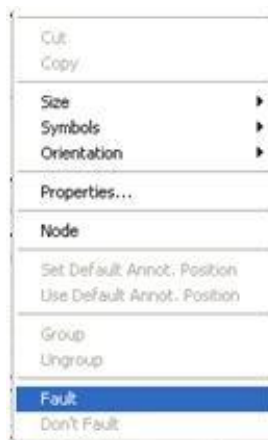 Cut
Copy
Size
Symbols
Orientation
Properties...
Node
Set Default Annot. Position
Use Default Annot. Position
Group
Ungroup
Fault
Don't Fault